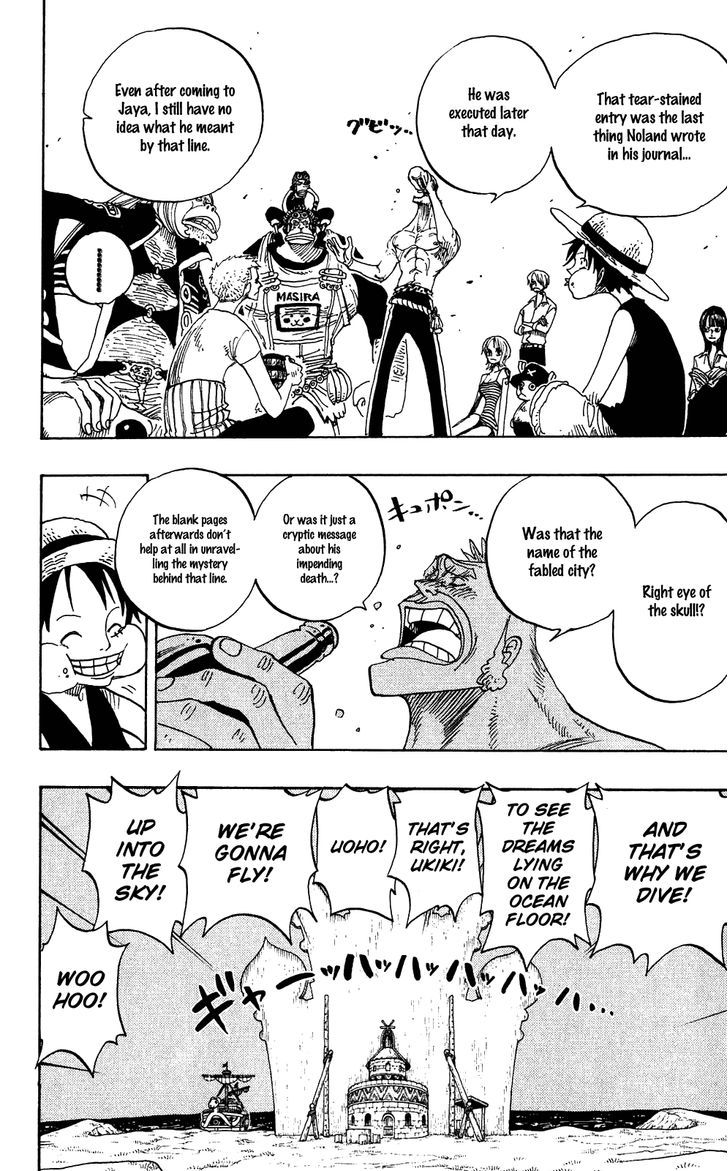 That tear-stained
entry was the last
thing Noland wrote
in his journal...
He was
executed later
that day.
グビッ...
Even after coming to
Jaya, I still have no
idea what he meant
by that line.
..........
MASIRA
Right eye of
the skull!?
Was that the
name of the
fabled city?
キュポン...
Or was it just a
cryptic message
about his
impending
death...?
The blank pages
afterwards don't
help at all in unravel-
ling the mystery
behind that line.
AND
THAT'S
WHY WE
DIVE!
TO SEE
THE
DREAMS
LYING
ON THE
OCEAN
FLOOR!
THAT'S
RIGHT,
UKIKI!
UOHO!
WE'RE
GONNA
FLY!
UP
INTO
THE
SKY!
WOO
HOO!
ギャーッハッハッハッハッハッハ...